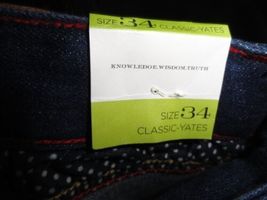 SIZE 34
CLASSIC-YATES
KNOWLEDGE.WISDOM.TRUTH
SIZE 34
CLASSIC-YATES